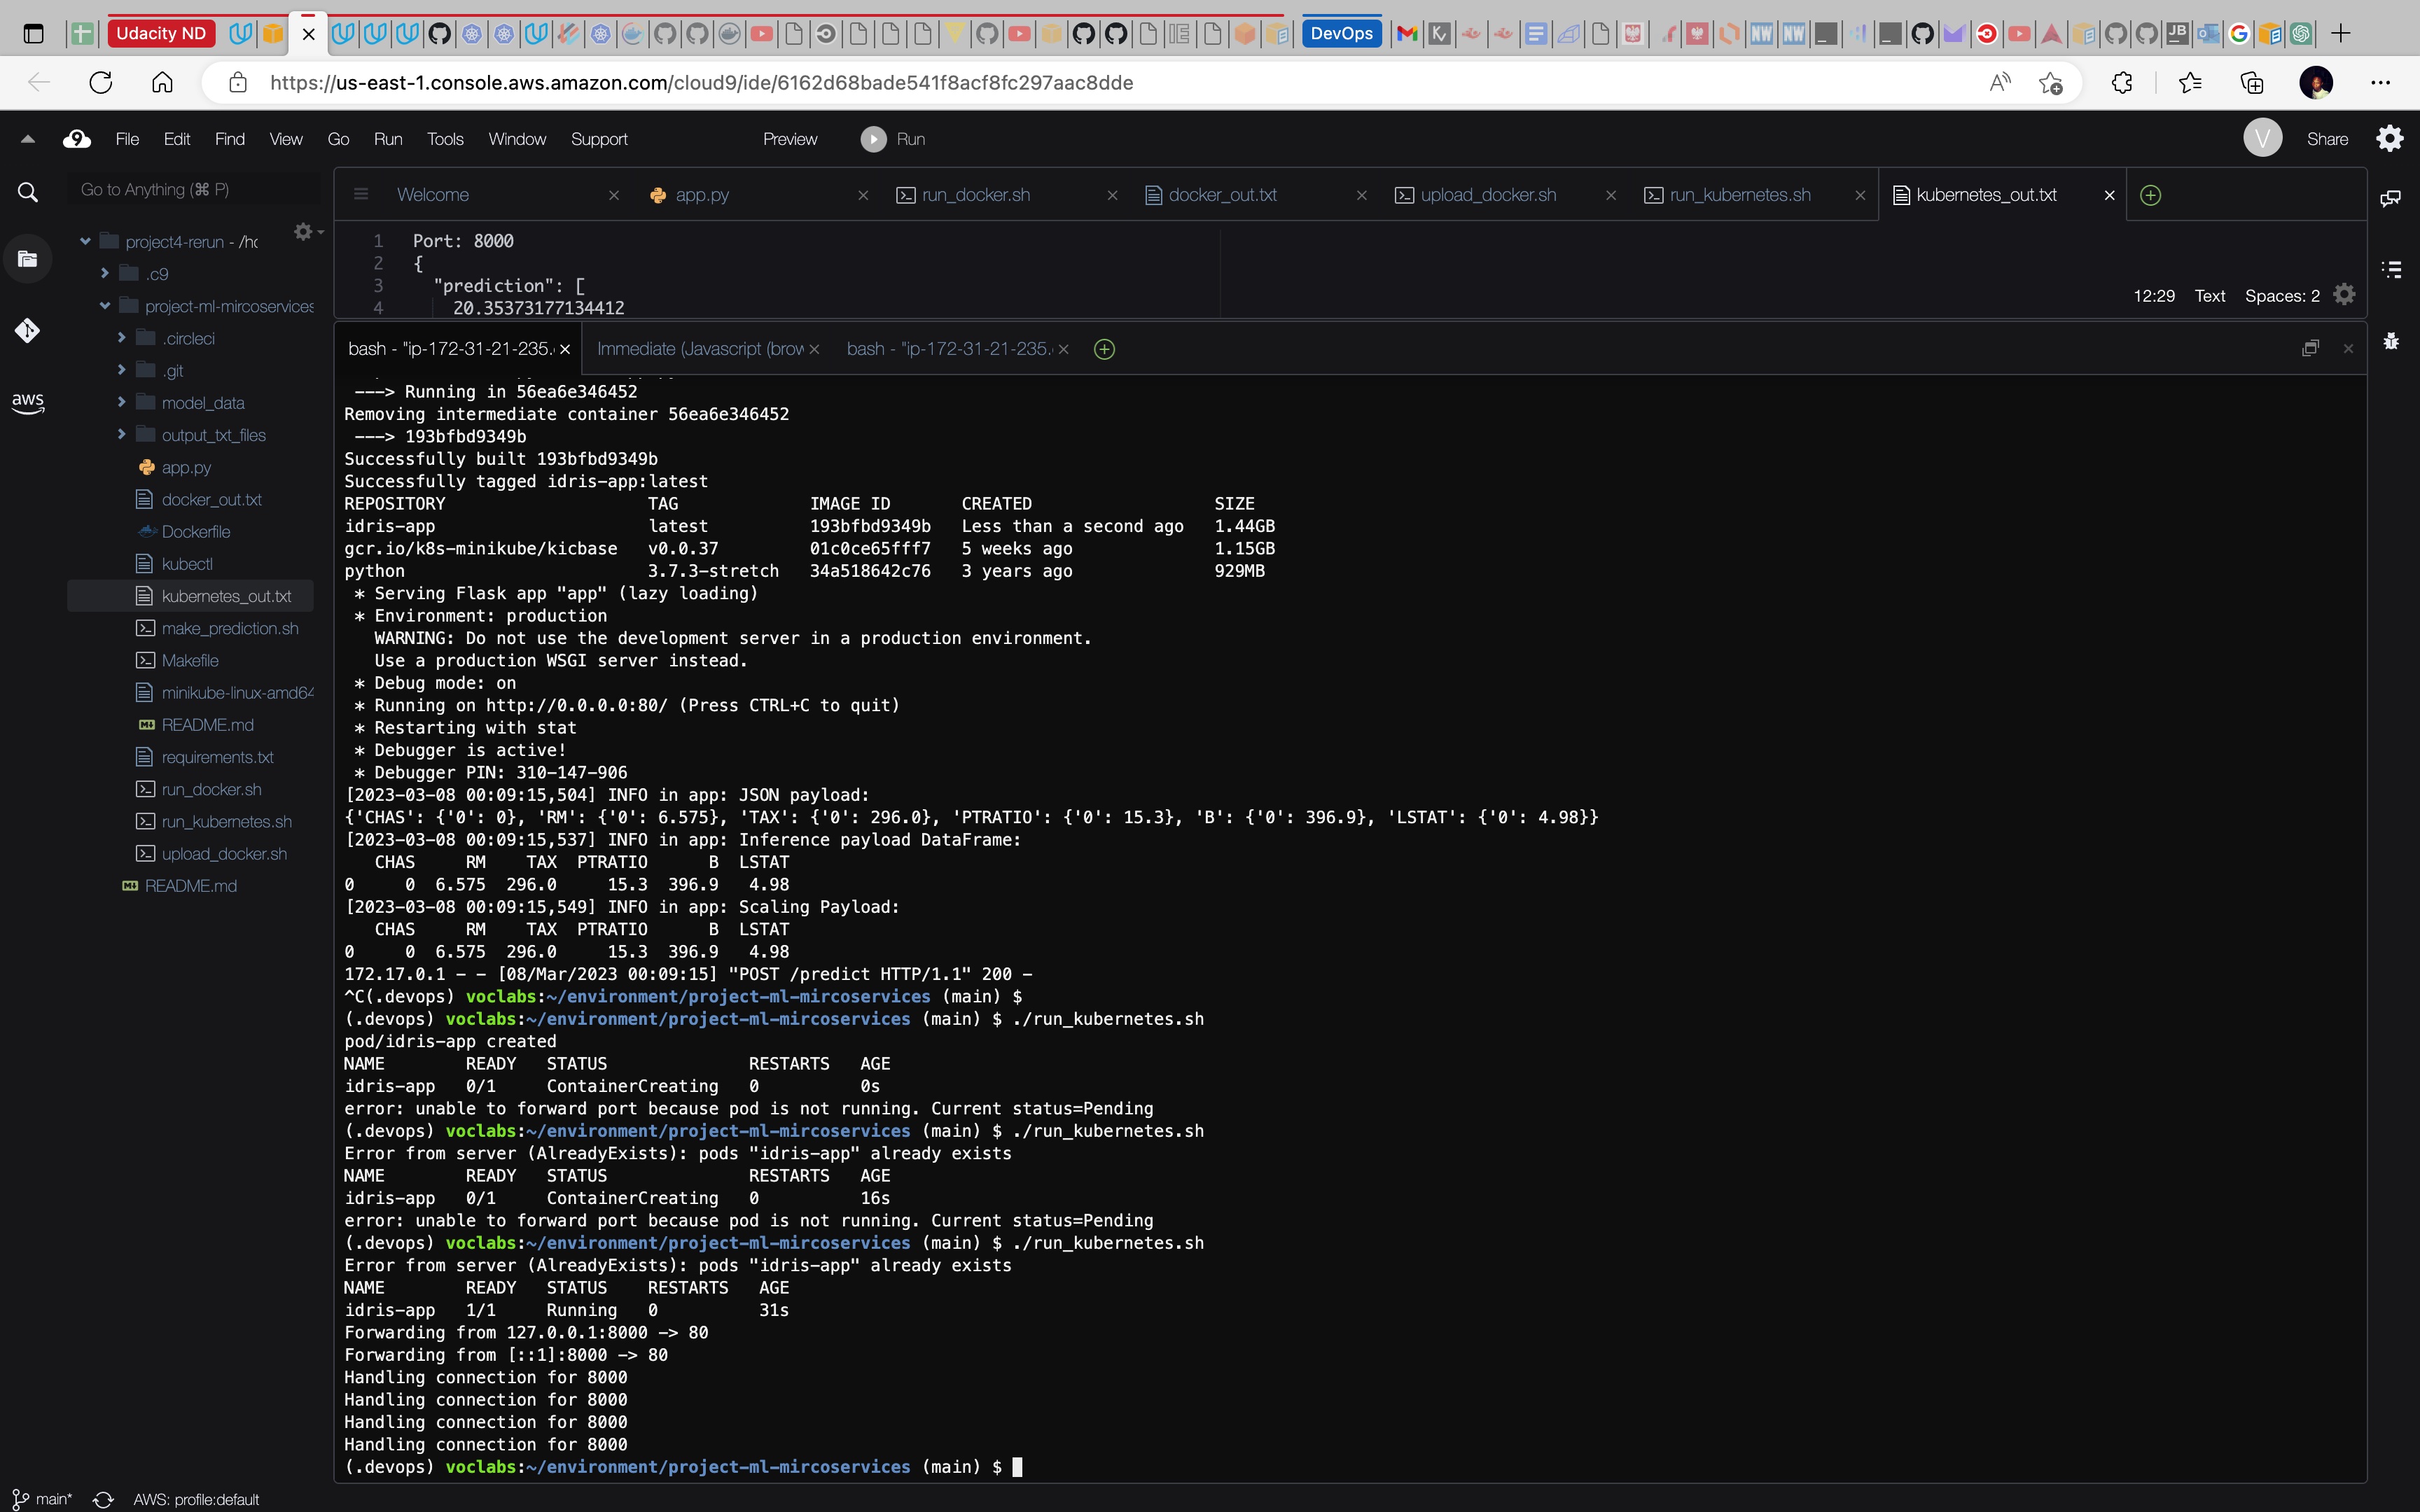 Udacity ND
DevOps
https://us-east-1.console.aws.amazon.com/cloud9/ide/6162d68bade541f8acf8fc297aac8dde
File Edit Find View Go Run Tools Window Support Preview Run
V Share
Go to Anything (⌘ P)
Welcome app.py run_docker.sh docker_out.txt upload_docker.sh run_kubernetes.sh kubernetes_out.txt
project4-rerun - /hc
.c9
project-ml-mircoservices
.circleci
.git
model_data
output_txt_files
app.py
docker_out.txt
Dockerfile
kubectl
kubernetes_out.txt
make_prediction.sh
Makefile
minikube-linux-amd64
README.md
requirements.txt
run_docker.sh
run_kubernetes.sh
upload_docker.sh
README.md
aws
1 Port: 8000
2 {
3 "prediction": [
4 20.35373177134412
12:29 Text Spaces: 2
bash - "ip-172-31-21-235. Immediate (Javascript (brow bash - "ip-172-31-21-235.
---> Running in 56ea6e346452
Removing intermediate container 56ea6e346452
---> 193bfbd9349b
Successfully built 193bfbd9349b
Successfully tagged idris-app:latest
REPOSITORY TAG IMAGE ID CREATED SIZE
idris-app latest 193bfbd9349b Less than a second ago 1.44GB
gcr.io/k8s-minikube/kicbase v0.0.37 01c0ce65fff7 5 weeks ago 1.15GB
python 3.7.3-stretch 34a518642c76 3 years ago 929MB
* Serving Flask app "app" (lazy loading)
* Environment: production
WARNING: Do not use the development server in a production environment.
Use a production WSGI server instead.
* Debug mode: on
* Running on http://0.0.0.0:80/ (Press CTRL+C to quit)
* Restarting with stat
* Debugger is active!
* Debugger PIN: 310-147-906
[2023-03-08 00:09:15,504] INFO in app: JSON payload:
{'CHAS': {'0': 0}, 'RM': {'0': 6.575}, 'TAX': {'0': 296.0}, 'PTRATIO': {'0': 15.3}, 'B': {'0': 396.9}, 'LSTAT': {'0': 4.98}}
[2023-03-08 00:09:15,537] INFO in app: Inference payload DataFrame:
CHAS RM TAX PTRATIO B LSTAT
0 0 6.575 296.0 15.3 396.9 4.98
[2023-03-08 00:09:15,549] INFO in app: Scaling Payload:
CHAS RM TAX PTRATIO B LSTAT
0 0 6.575 296.0 15.3 396.9 4.98
172.17.0.1 - - [08/Mar/2023 00:09:15] "POST /predict HTTP/1.1" 200 -
^C(.devops) voclabs:~/environment/project-ml-mircoservices (main) $
(.devops) voclabs:~/environment/project-ml-mircoservices (main) $ ./run_kubernetes.sh
pod/idris-app created
NAME READY STATUS RESTARTS AGE
idris-app 0/1 ContainerCreating 0 0s
error: unable to forward port because pod is not running. Current status=Pending
(.devops) voclabs:~/environment/project-ml-mircoservices (main) $ ./run_kubernetes.sh
Error from server (AlreadyExists): pods "idris-app" already exists
NAME READY STATUS RESTARTS AGE
idris-app 0/1 ContainerCreating 0 16s
error: unable to forward port because pod is not running. Current status=Pending
(.devops) voclabs:~/environment/project-ml-mircoservices (main) $ ./run_kubernetes.sh
Error from server (AlreadyExists): pods "idris-app" already exists
NAME READY STATUS RESTARTS AGE
idris-app 1/1 Running 0 31s
Forwarding from 127.0.0.1:8000 -> 80
Forwarding from [::1]:8000 -> 80
Handling connection for 8000
Handling connection for 8000
Handling connection for 8000
Handling connection for 8000
(.devops) voclabs:~/environment/project-ml-mircoservices (main) $
main* AWS: profile:default